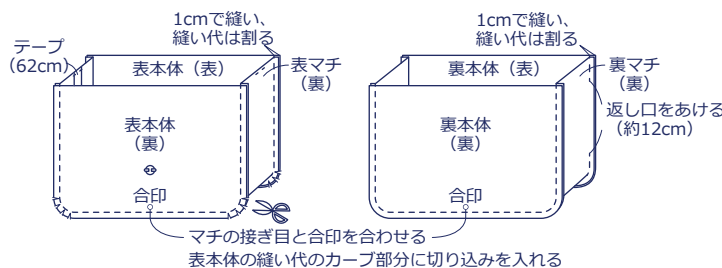 1cmで縫い、
縫い代は割る
テープ
（62cm）
表本体（表）
表マチ
（裏）
表本体
（裏）
合印
1cmで縫い、
縫い代は割る
裏本体（表）
裏マチ
（裏）
返し口をあける
（約12cm）
裏本体
（裏）
合印
マチの接ぎ目と合印を合わせる
表本体の縫い代のカーブ部分に切り込みを入れる